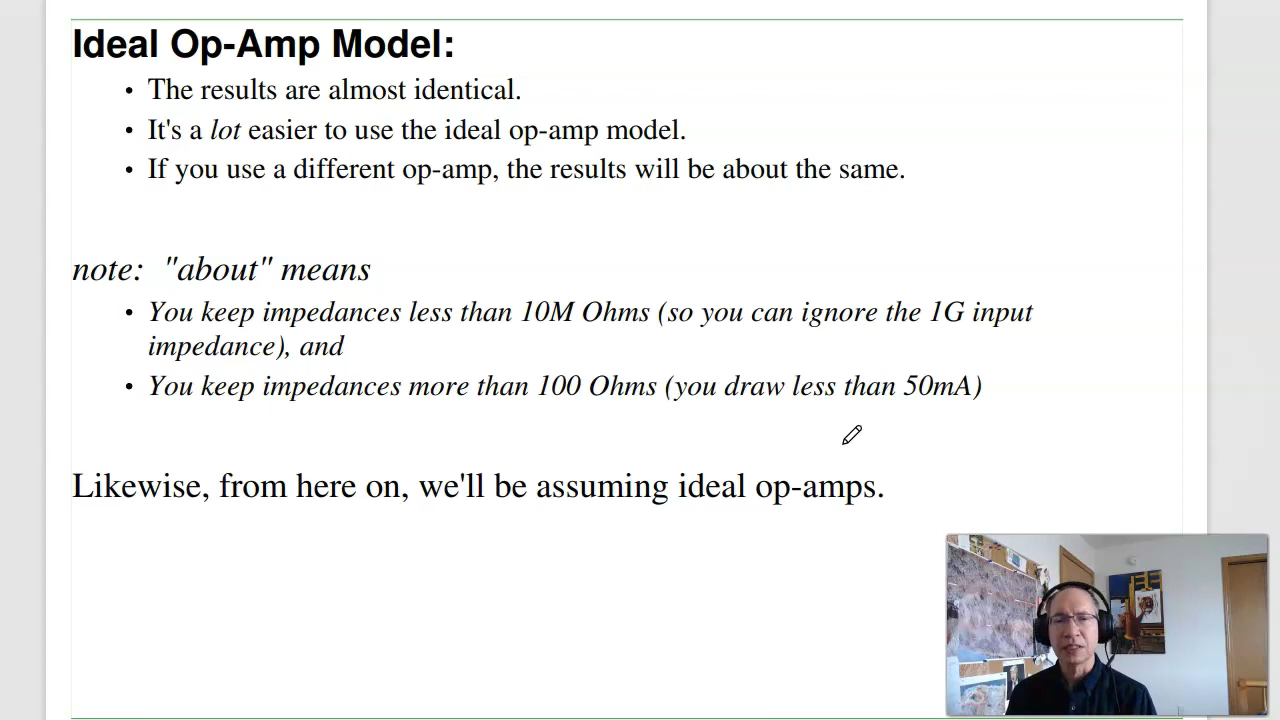 Ideal Op-Amp Model:
• The results are almost identical.
• It's a lot easier to use the ideal op-amp model.
• If you use a different op-amp, the results will be about the same.
note: "about" means
• You keep impedances less than 10M Ohms (so you can ignore the 1G input
impedance), and
• You keep impedances more than 100 Ohms (you draw less than 50mA)
Likewise, from here on, we'll be assuming ideal op-amps.